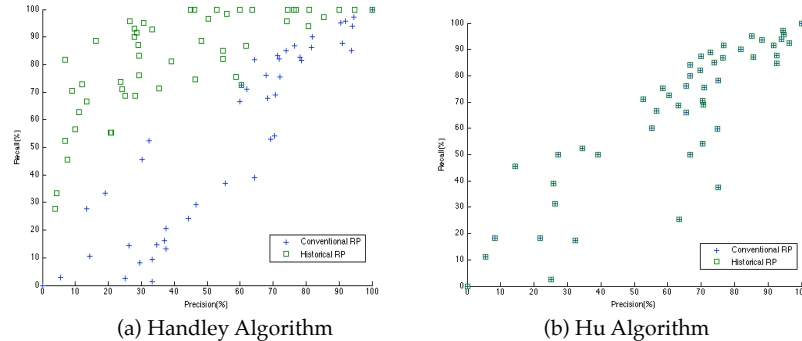 100
90
80
70
60
50
40
30
20
10
0
Recall(%)
0 10 20 30 40 50 60 70 80 90 100
Precision(%)
Conventional RP
Historical RP
(a) Handley Algorithm
100
90
80
70
60
50
40
30
20
10
0
Recall(%)
0 10 20 30 40 50 60 70 80 90 100
Precision(%)
Conventional RP
Historical RP
(b) Hu Algorithm